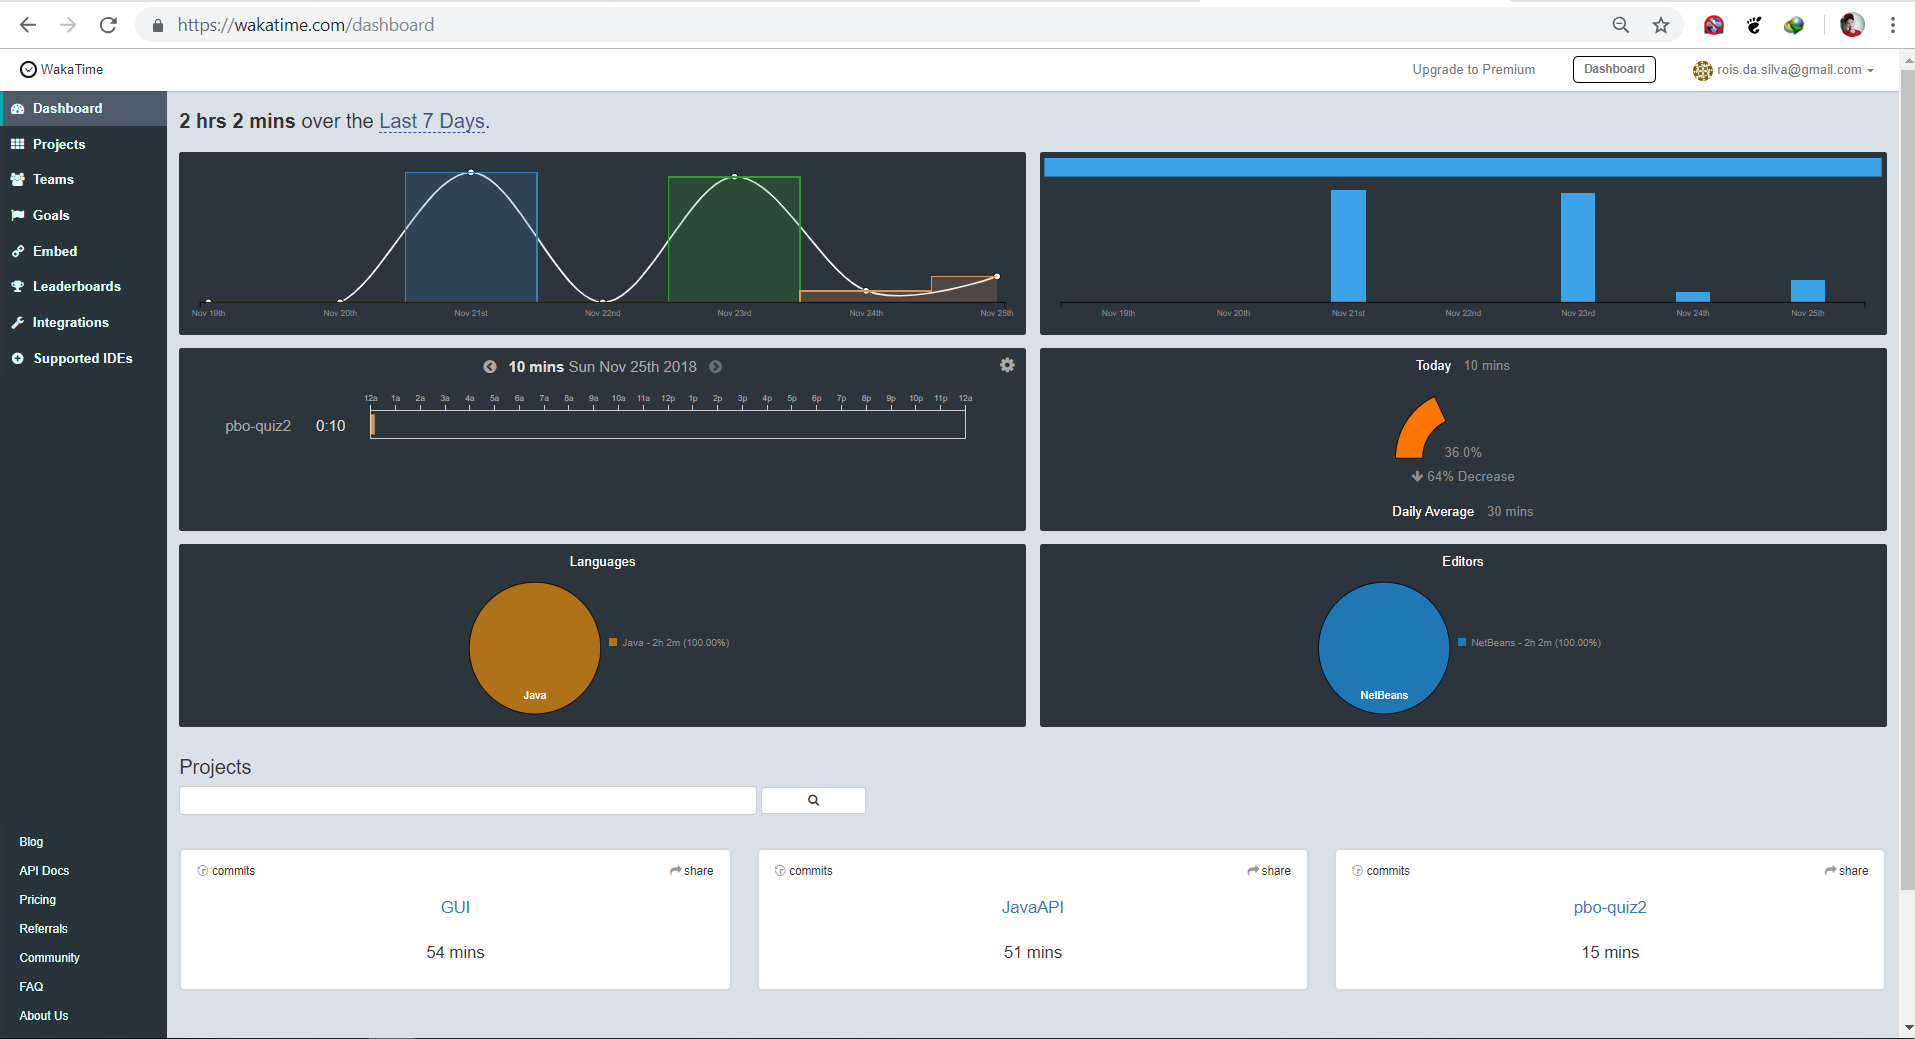 https://wakatime.com/dashboard
WakaTime
Upgrade to Premium
Dashboard
rois.da.silva@gmail.com
Dashboard
Projects
Teams
Goals
Embed
Leaderboards
Integrations
Supported IDEs
Blog
API Docs
Pricing
Referrals
Community
FAQ
About Us
2 hrs 2 mins over the Last 7 Days.
Nov 19th Nov 20th Nov 21st Nov 22nd Nov 23rd Nov 24th Nov 25th
Nov 19th Nov 20th Nov 21st Nov 22nd Nov 23rd Nov 24th Nov 25th
10 mins Sun Nov 25th 2018
12a 1a 2a 3a 4a 5a 6a 7a 8a 9a 10a 11a 12p 1p 2p 3p 4p 5p 6p 7p 8p 9p 10p 11p 12a
pbo-quiz2 0:10
Today 10 mins
36.0%
64% Decrease
Daily Average 30 mins
Languages
Java - 2h 2m (100.00%)
Java
Editors
NetBeans - 2h 2m (100.00%)
NetBeans
Projects
commits share
GUI
54 mins
commits share
JavaAPI
51 mins
commits share
pbo-quiz2
15 mins